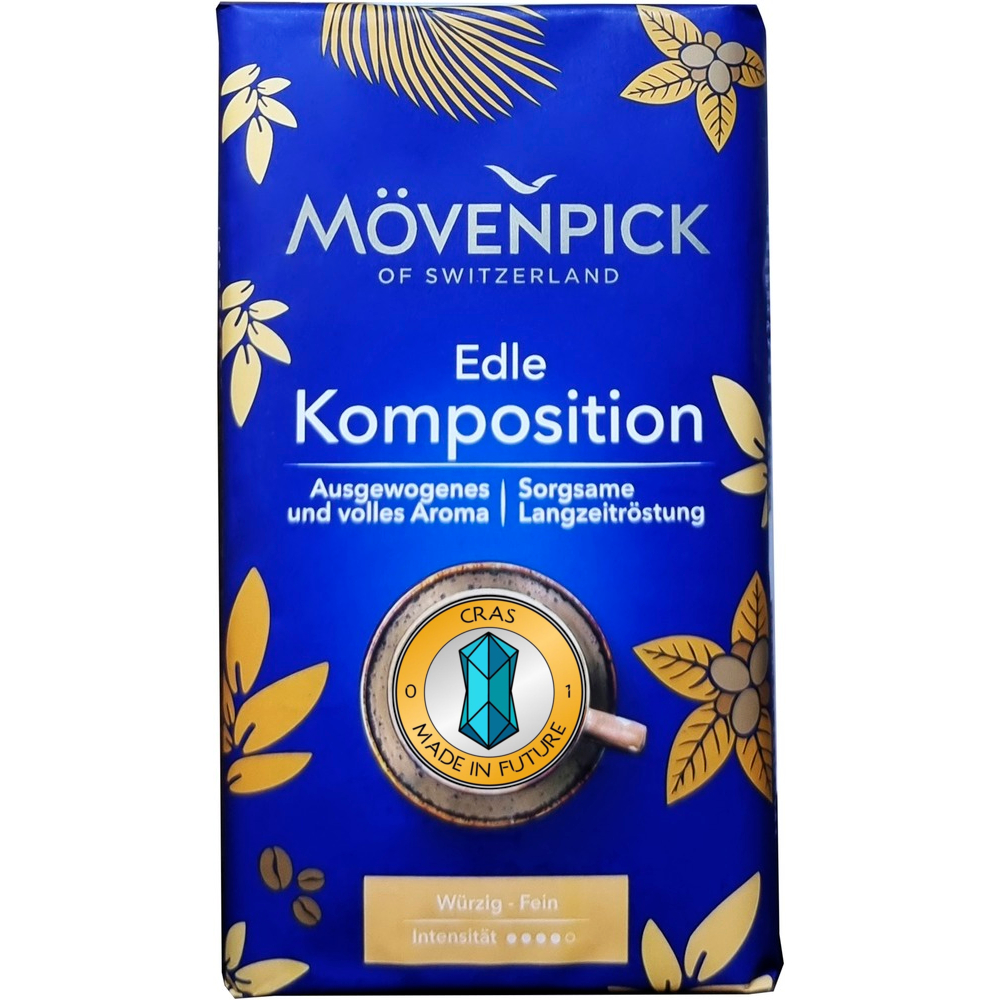 MÖVENPICK
OF SWITZERLAND
Edle
Komposition
Ausgewogenes
und volles Aroma
Sorgsame
Langzeitröstung
CRAS
0 1
MADE IN FUTURE
Würzig - Fein
Intensität